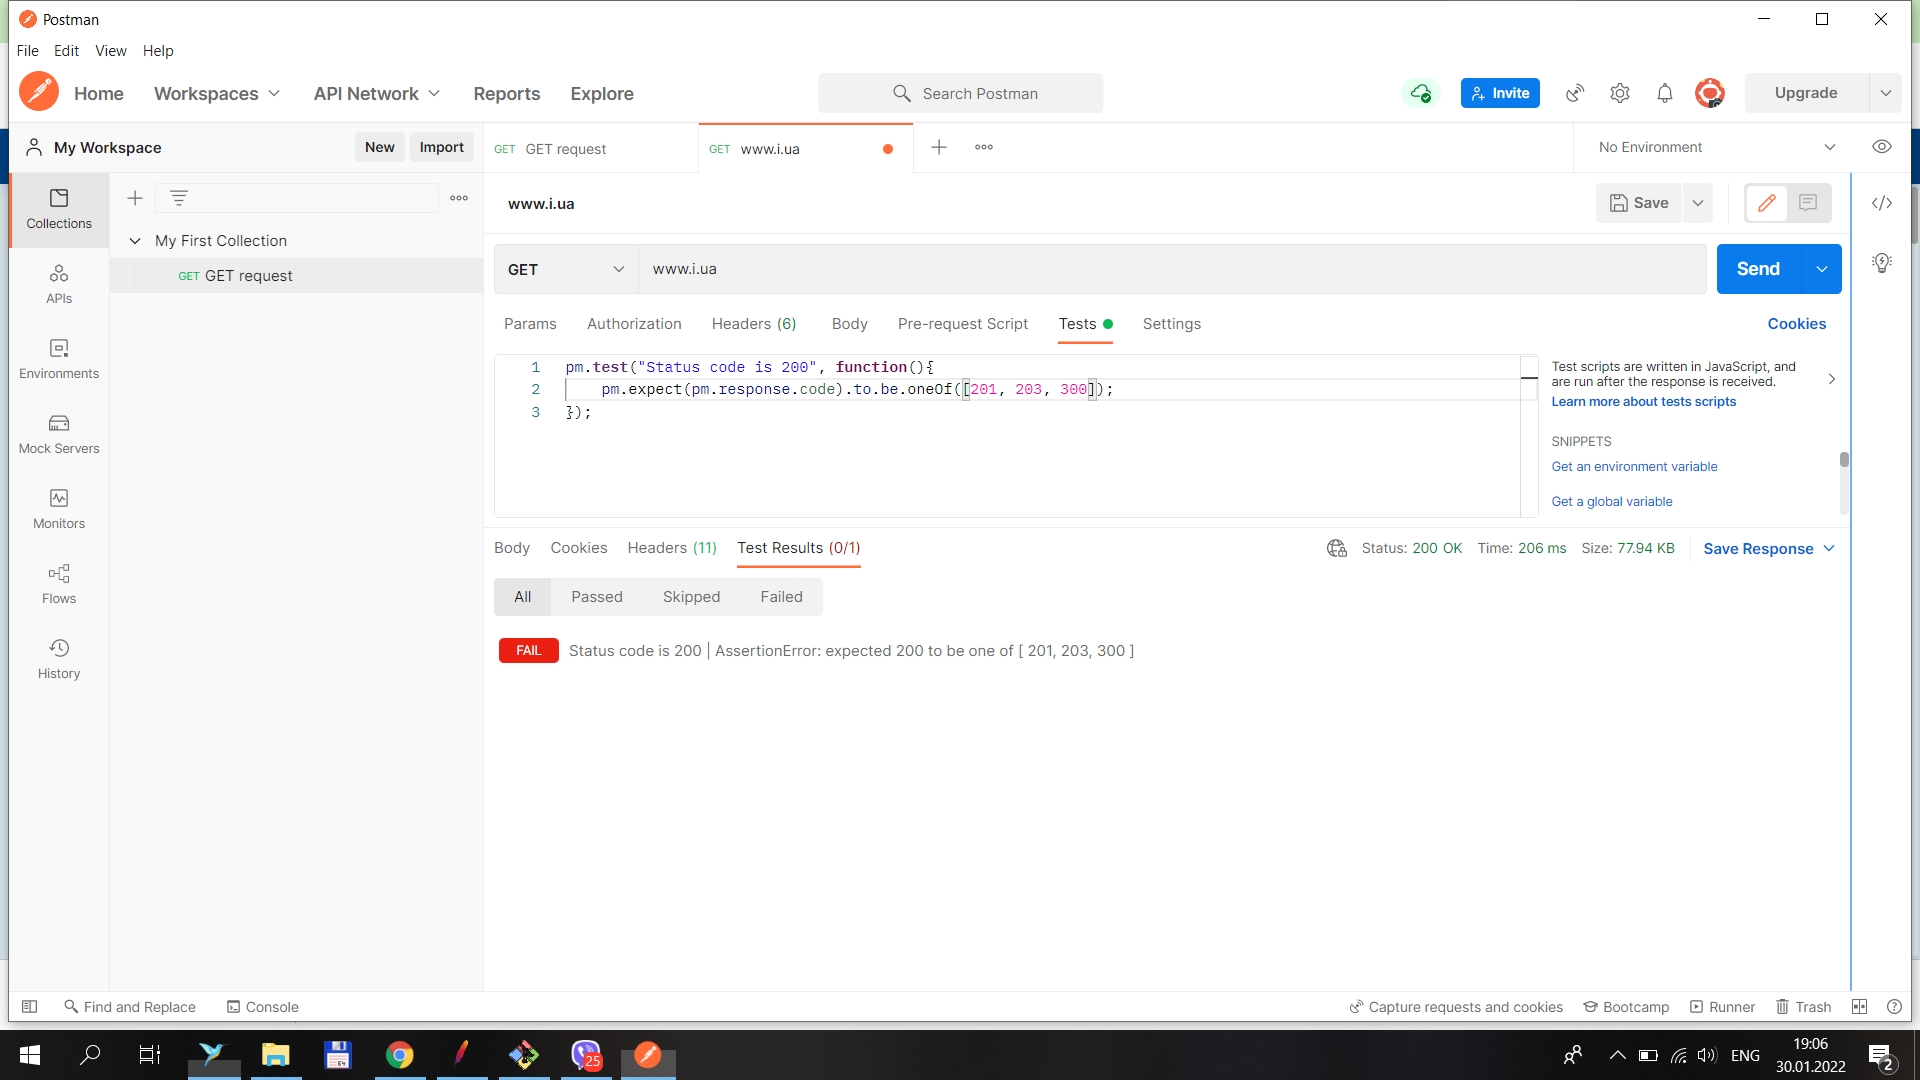 Postman
File Edit View Help
Home Workspaces API Network Reports Explore Search Postman Invite Upgrade
My Workspace New Import GET GET request GET www.i.ua No Environment
www.i.ua Save
Collections
My First Collection
GET GET request
APIs
Environments
Mock Servers
Monitors
Flows
History
GET www.i.ua Send
Params Authorization Headers (6) Body Pre-request Script Tests Settings Cookies
1 pm.test("Status code is 200", function(){
2 pm.expect(pm.response.code).to.be.oneOf([201, 203, 300]);
3 });
Test scripts are written in JavaScript, and
are run after the response is received.
Learn more about tests scripts
SNIPPETS
Get an environment variable
Get a global variable
Body Cookies Headers (11) Test Results (0/1) Status: 200 OK Time: 206 ms Size: 77.94 KB Save Response
All Passed Skipped Failed
FAIL Status code is 200 | AssertionError: expected 200 to be one of [ 201, 203, 300 ]
Find and Replace Console Capture requests and cookies Bootcamp Runner Trash
64
25
ENG
19:06
30.01.2022
2